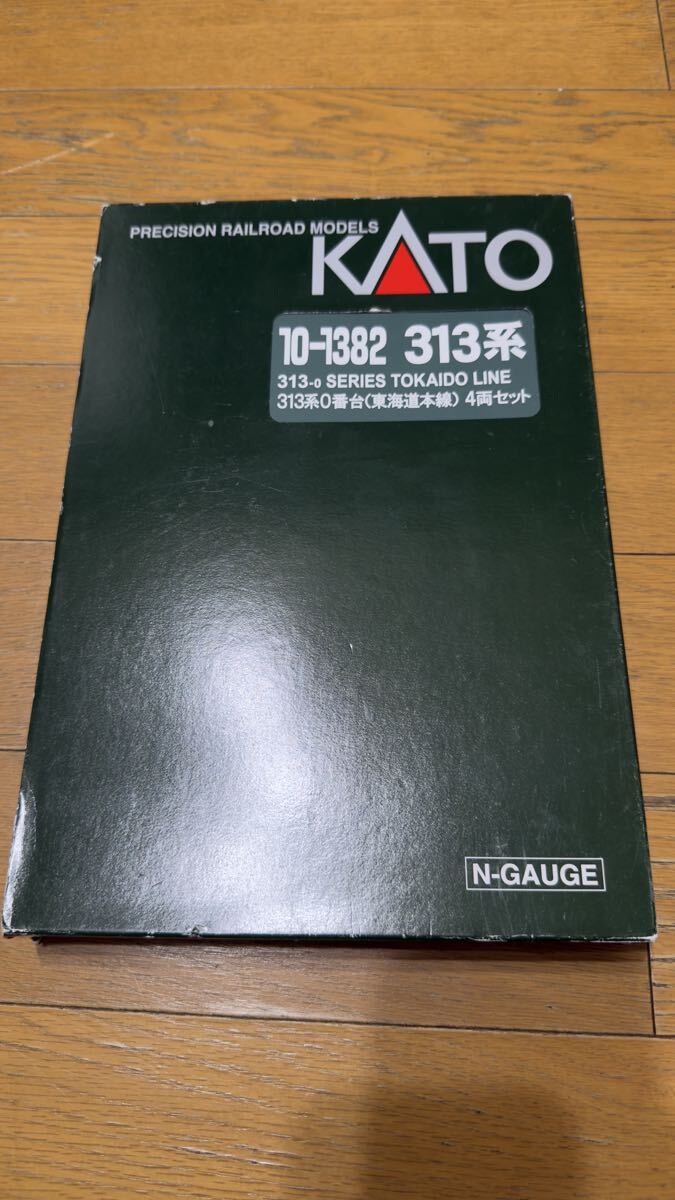 PRECISION RAILROAD MODELS
KATO
10-1382 313系
313-0 SERIES TOKAIDO LINE
313系0番台(東海道本線) 4両セット
N-GAUGE